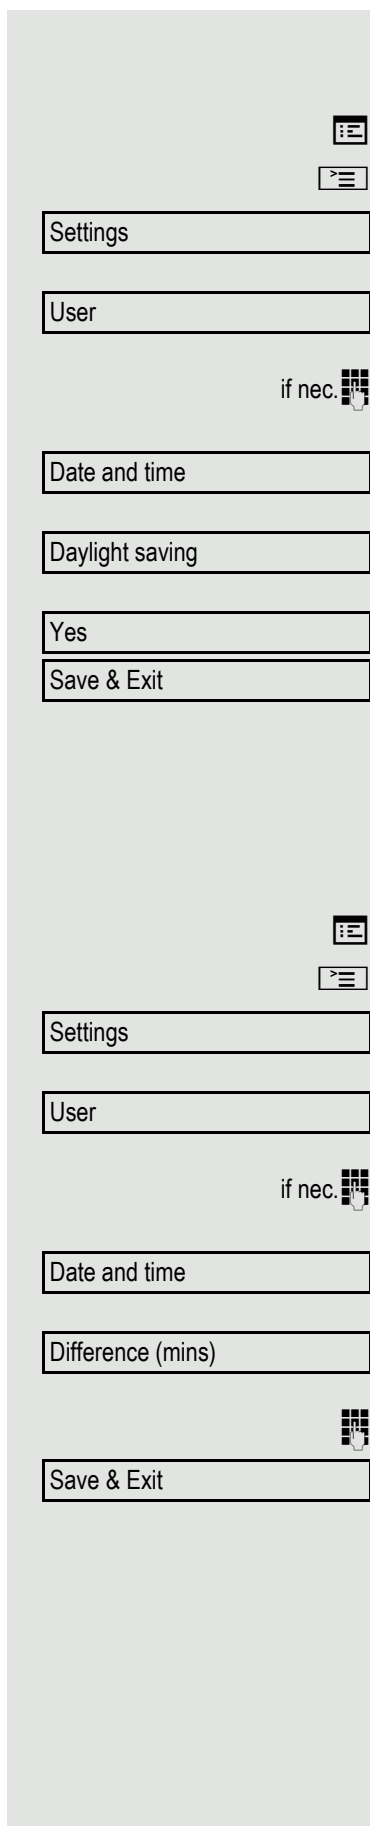 Settings
User
if nec.
Date and time
Daylight saving
Yes
Save & Exit
Settings
User
if nec.
Date and time
Difference (mins)
Save & Exit